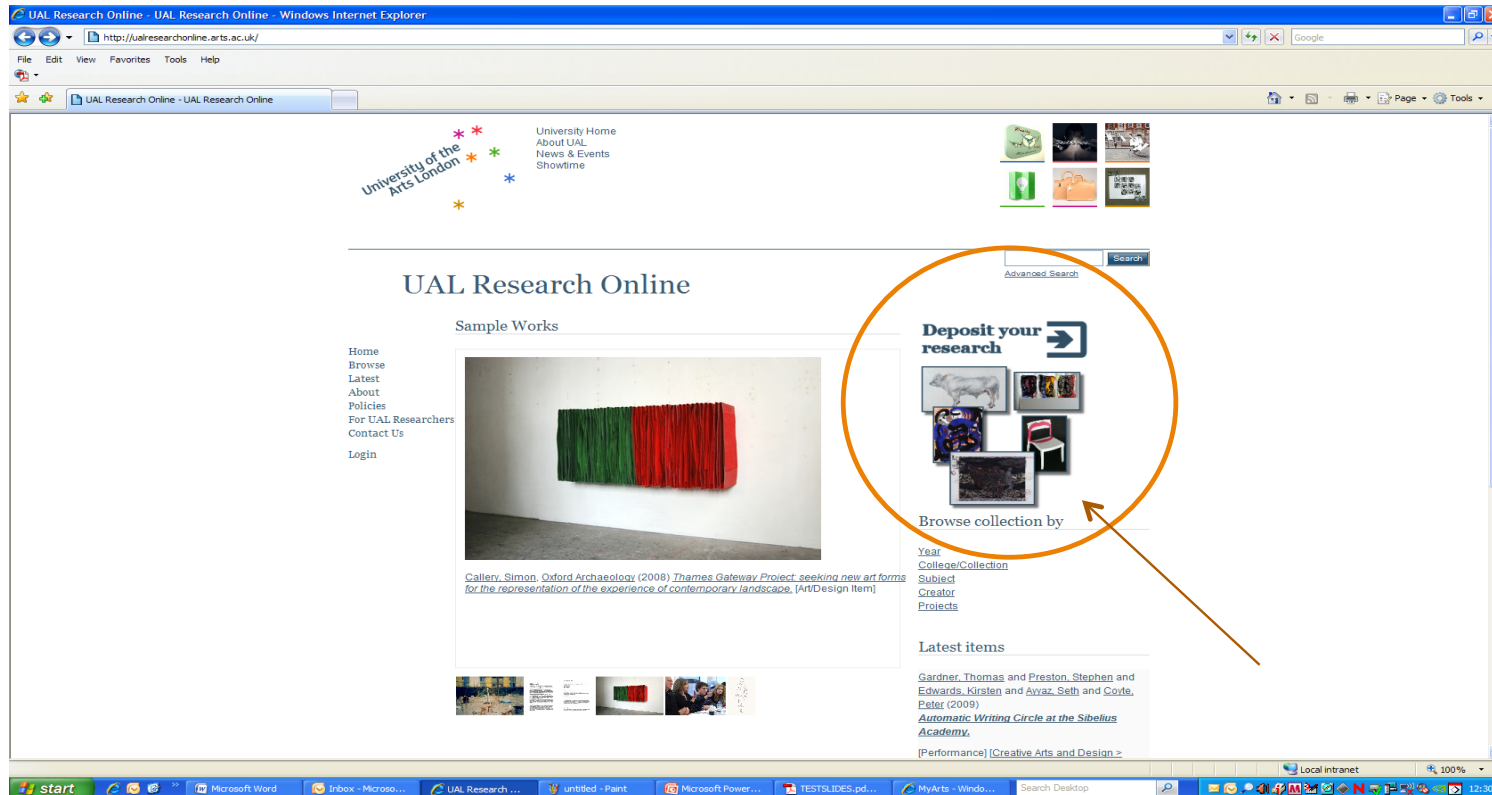 UAL Research Online - UAL Research Online - Windows Internet Explorer
http://ualresearchonline.arts.ac.uk/
Google
File Edit View Favorites Tools Help
UAL Research Online - UAL Research Online
Page Tools
University of the
Arts London
University Home
About UAL
News & Events
Showtime
Search
Advanced Search
UAL Research Online
Sample Works
Home
Browse
Latest
About
Policies
For UAL Researchers
Contact Us
Login
Callery, Simon, Oxford Archaeology (2008) Thames Gateway Project: seeking new art forms
for the representation of the experience of contemporary landscape. [Art/Design Item]
Deposit your
research
Browse collection by
Year
College/Collection
Subject
Creator
Projects
Latest items
Gardner, Thomas and Preston, Stephen and
Edwards, Kirsten and Ayaz, Seth and Coyte,
Peter (2009)
Automatic Writing Circle at the Sibelius
Academy.
[Performance] [Creative Arts and Design >
Local intranet
100%
start
Microsoft Word
Inbox - Microso...
UAL Research ...
untitled - Paint
Microsoft Power...
TESTSLIDES.pd...
MyArts - Windo...
Search Desktop
12:30